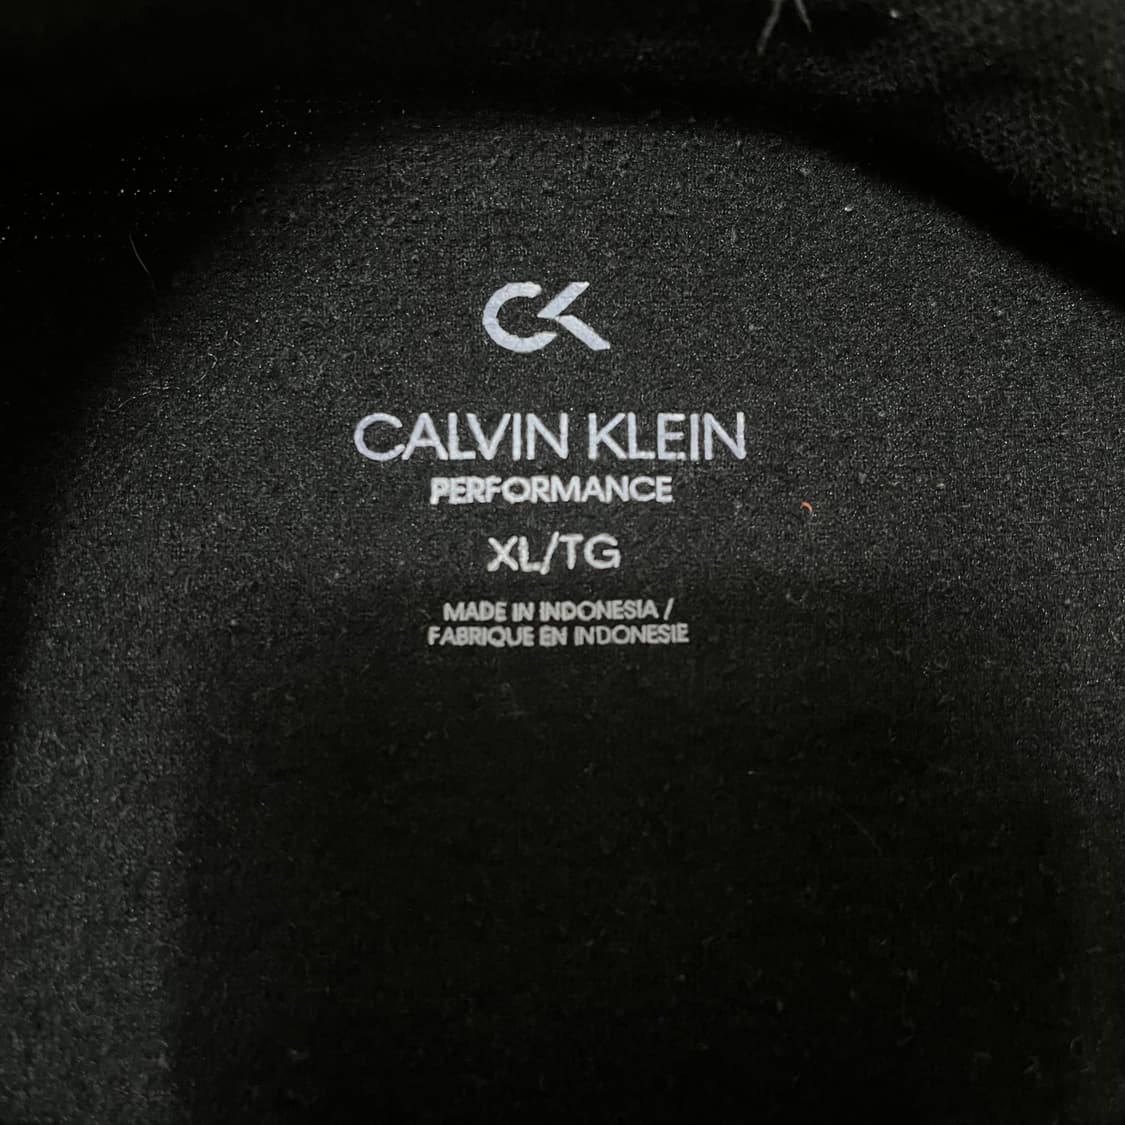 CK
CALVIN KLEIN
PERFORMANCE
XL/TG
MADE IN INDONESIA /
FABRIQUE EN INDONESIE